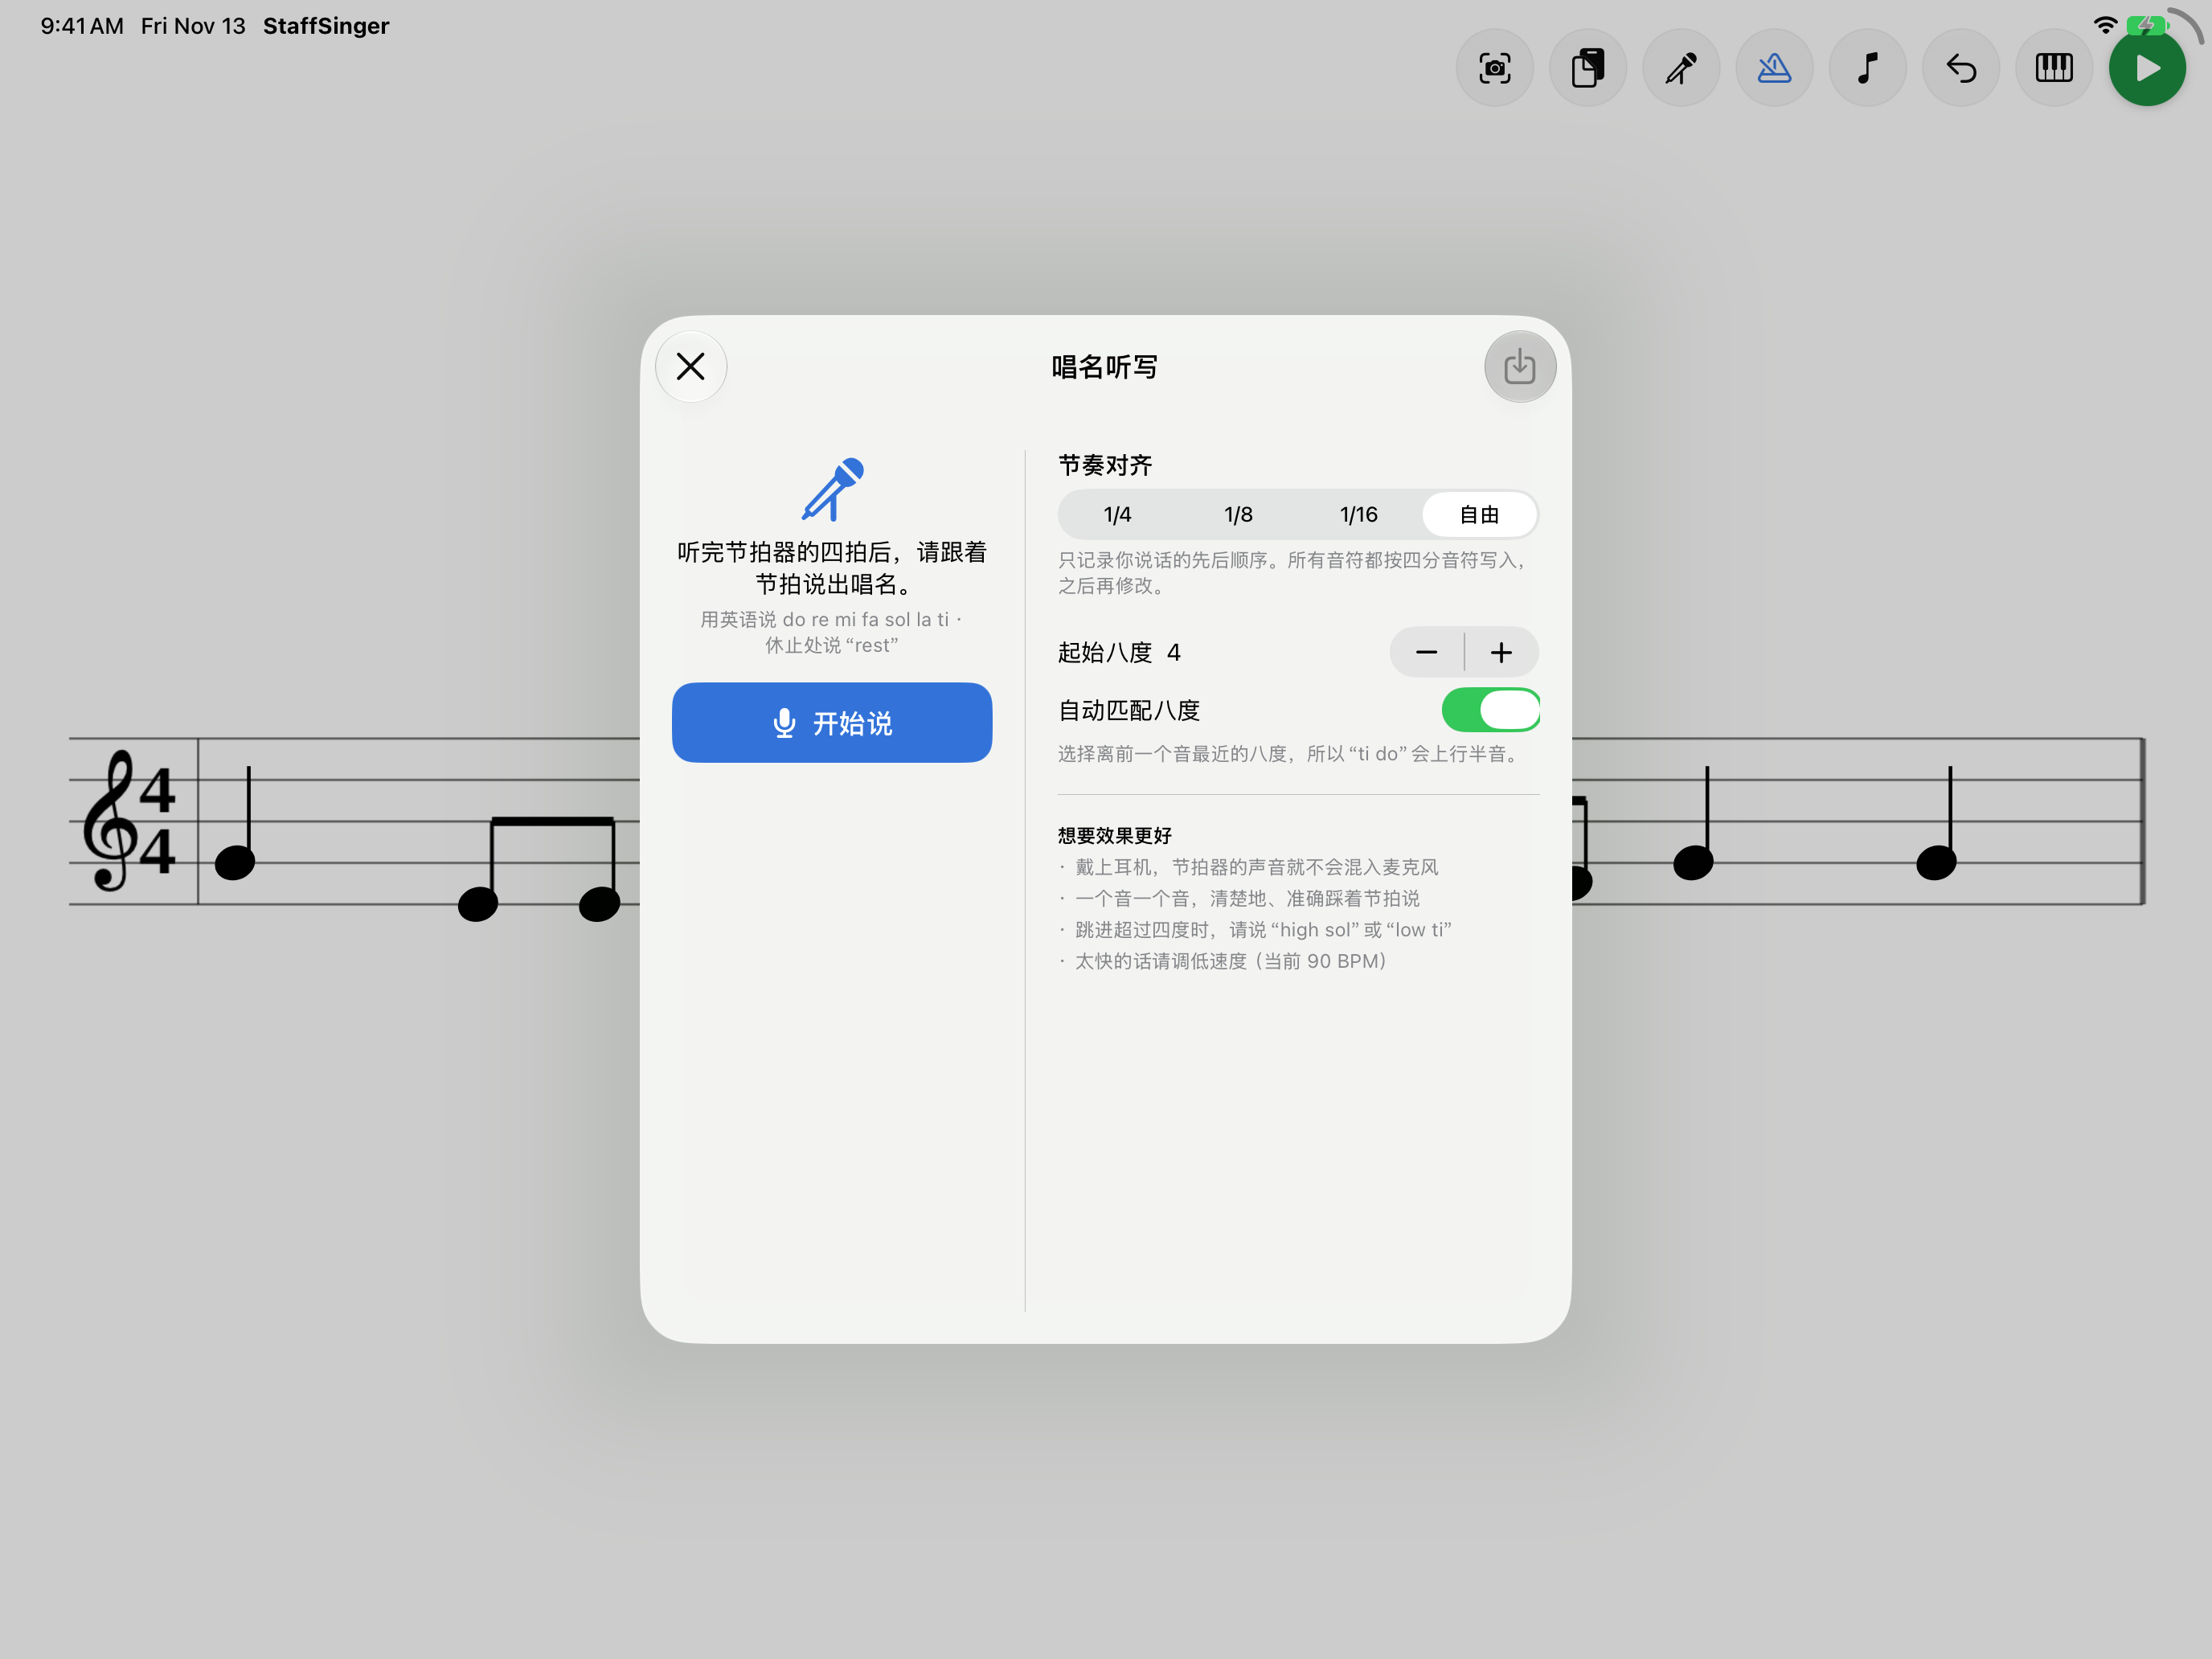 9:41 AM Fri Nov 13 StaffSinger
唱名听写
听完节拍器的四拍后，请跟着
节拍说出唱名。
用英语说 do re mi fa sol la ti ·
休止处说 “rest”
开始说
节奏对齐
1/4 1/8 1/16 自由
只记录你说话的先后顺序。所有音符都按四分音符写入，
之后再修改。
起始八度 4
自动匹配八度
选择离前一个音最近的八度，所以 “ti do” 会上行半音。
想要效果更好
· 戴上耳机，节拍器的声音就不会混入麦克风
· 一个音一个音，清楚地、准确踩着节拍说
· 跳进超过四度时，请说 “high sol” 或 “low ti”
· 太快的话请调低速度（当前 90 BPM）
4
4